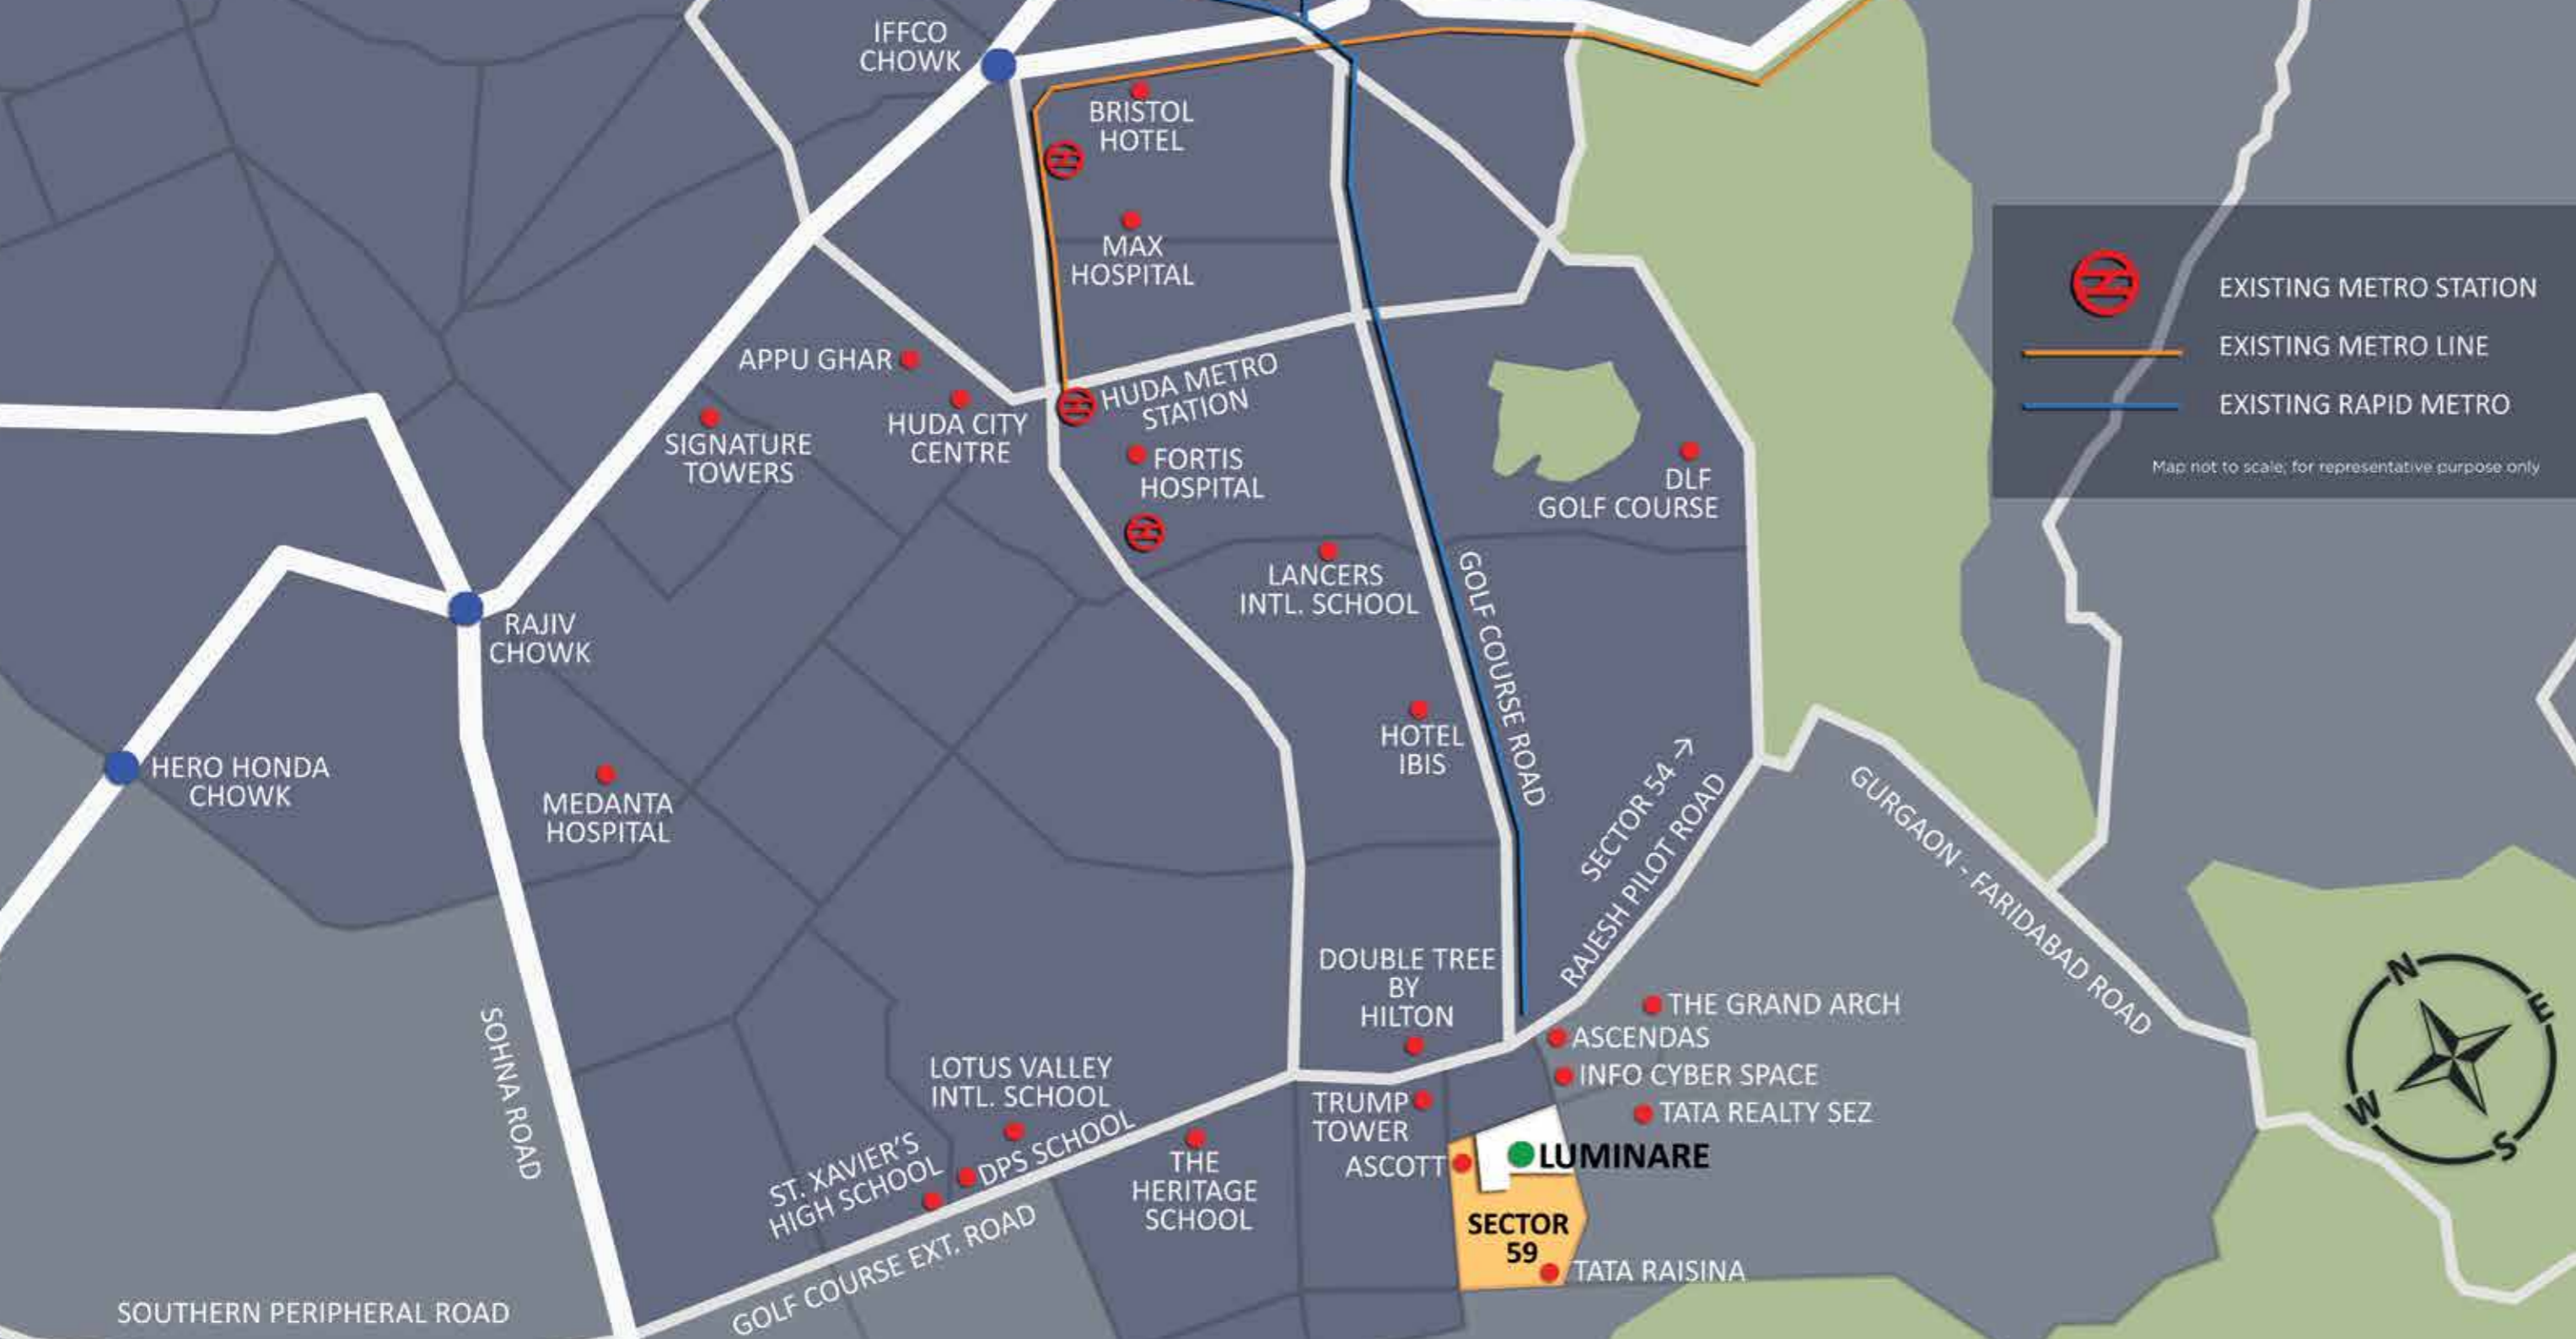 IFFCO
CHOWK
BRISTOL
HOTEL
MAX
HOSPITAL
EXISTING METRO STATION
EXISTING METRO LINE
EXISTING RAPID METRO
Map not to scale, for representative purpose only
APPU GHAR
HUDA METRO
STATION
SIGNATURE
TOWERS
HUDA CITY
CENTRE
FORTIS
HOSPITAL
DLF
GOLF COURSE
LANCERS
INTL. SCHOOL
GOLF COURSE ROAD
RAJIV
CHOWK
HOTEL
IBIS
HERO HONDA
CHOWK
MEDANTA
HOSPITAL
SECTOR 54
RAJESH PILOT ROAD
GURGAON - FARIDABAD ROAD
DOUBLE TREE
BY
HILTON
N
E
W
S
THE GRAND ARCH
ASCENDAS
INFO CYBER SPACE
TATA REALTY SEZ
SOHNA ROAD
LOTUS VALLEY
INTL. SCHOOL
DPS SCHOOL
ST. XAVIER'S
HIGH SCHOOL
THE
HERITAGE
SCHOOL
TRUMP
TOWER
ASCOTT
LUMINARE
SECTOR
59
TATA RAISINA
GOLF COURSE EXT. ROAD
SOUTHERN PERIPHERAL ROAD